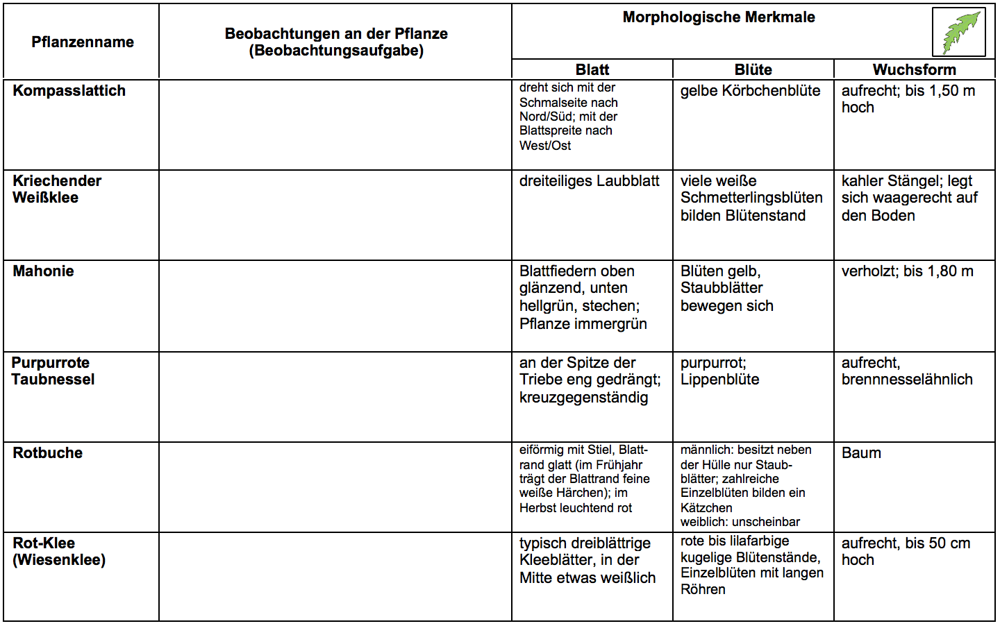 Pflanzenname
Beobachtungen an der Pflanze
(Beobachtungsaufgabe)
Morphologische Merkmale
Blatt
Blüte
Wuchsform
Kompasslattich
dreht sich mit der
Schmalseite nach
Nord/Süd; mit der
Blattspreite nach
West/Ost
gelbe Körbchenblüte
aufrecht; bis 1,50 m
hoch
Kriechender
Weißklee
dreiteiliges Laubblatt
viele weiße
Schmetterlingsblüten
bilden Blütenstand
kahler Stängel; legt
sich waagerecht auf
den Boden
Mahonie
Blattfiedern oben
glänzend, unten
hellgrün, stechen;
Pflanze immergrün
Blüten gelb,
Staubblätter
bewegen sich
verholzt; bis 1,80 m
Purpurrote
Taubnessel
an der Spitze der
Triebe eng gedrängt;
kreuzgegenständig
purpurrot;
Lippenblüte
aufrecht,
brennnesselähnlich
Rotbuche
eiförmig mit Stiel, Blatt-
rand glatt (im Frühjahr
trägt der Blattrand feine
weiße Härchen); im
Herbst leuchtend rot
männlich: besitzt neben
der Hülle nur Staub-
blätter; zahlreiche
Einzelblüten bilden ein
Kätzchen
weiblich: unscheinbar
Baum
Rot-Klee
(Wiesenklee)
typisch dreiblättrige
Kleeblätter, in der
Mitte etwas weißlich
rote bis lilafarbige
kugelige Blütenstände,
Einzelblüten mit langen
Röhren
aufrecht, bis 50 cm
hoch